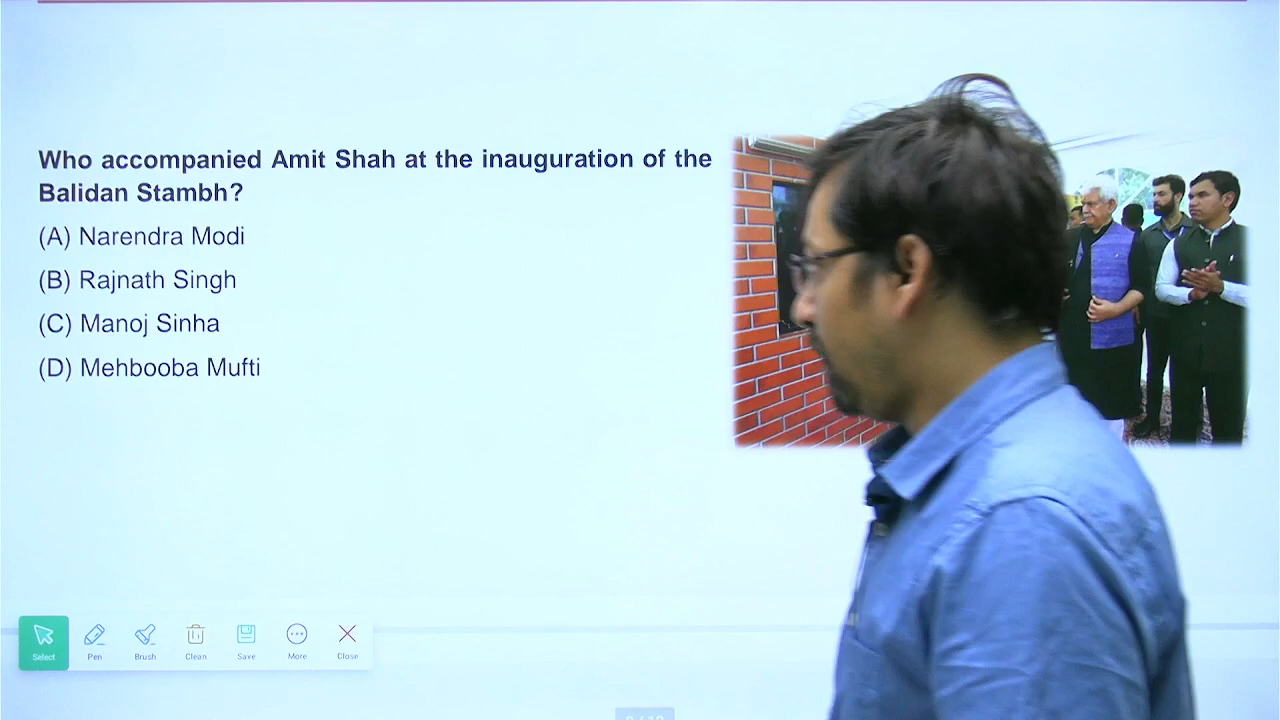 Who accompanied Amit Shah at the inauguration of the
Balidan Stambh?
(A) Narendra Modi
(B) Rajnath Singh
(C) Manoj Sinha
(D) Mehbooba Mufti
Select
Pen
Brush
Clean
Save
More
Close